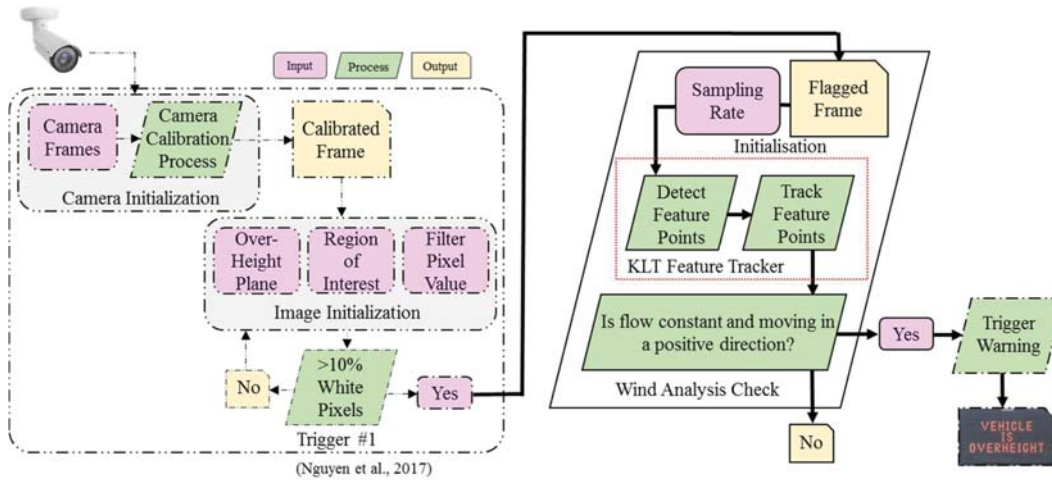 Input
Process
Output
Camera
Frames
Camera
Calibration
Process
Camera Initialization
Calibrated
Frame
Over-
Height
Plane
Region
of
Interest
Filter
Pixel
Value
Image Initialization
No
>10%
White
Pixels
Yes
Trigger #1
(Nguyen et al., 2017)
Sampling
Rate
Flagged
Frame
Initialisation
Detect
Feature
Points
Track
Feature
Points
KLT Feature Tracker
Is flow constant and moving in
a positive direction?
Wind Analysis Check
Yes
No
Trigger
Warning
VEHICLE
IS
OVERHEIGHT